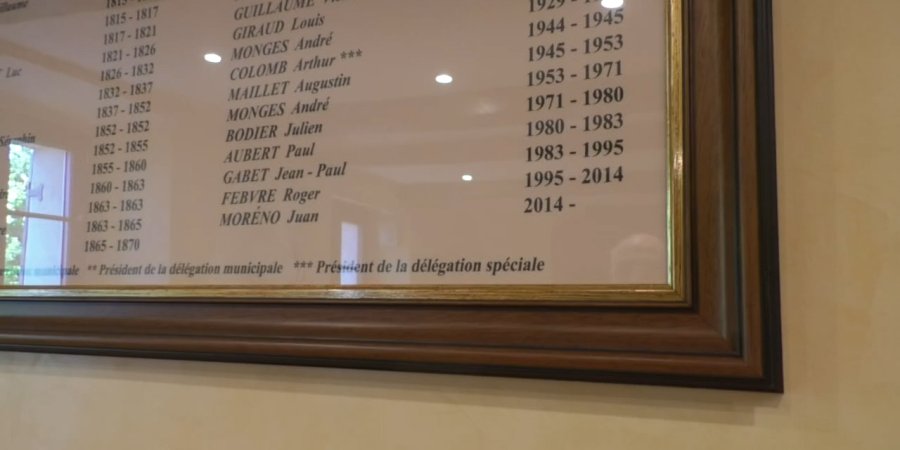 Luc
1815 - 1817
1817 - 1821
1821 - 1826
1826 - 1832
1832 - 1837
1837 - 1852
1852 - 1852
1852 - 1855
1855 - 1860
1860 - 1863
1863 - 1863
1863 - 1865
1865 - 1870
GUILLAUME
GIRAUD Louis
MONGES André
COLOMB Arthur *** 1944 - 1945
MAILLET Augustin 1945 - 1953
MONGES André 1953 - 1971
BODIER Julien 1971 - 1980
AUBERT Paul 1980 - 1983
GABET Jean - Paul 1983 - 1995
FEBVRE Roger 1995 - 2014
MORÉNO Juan 2014 -
municipale ** Président de la délégation municipale *** Président de la délégation spéciale